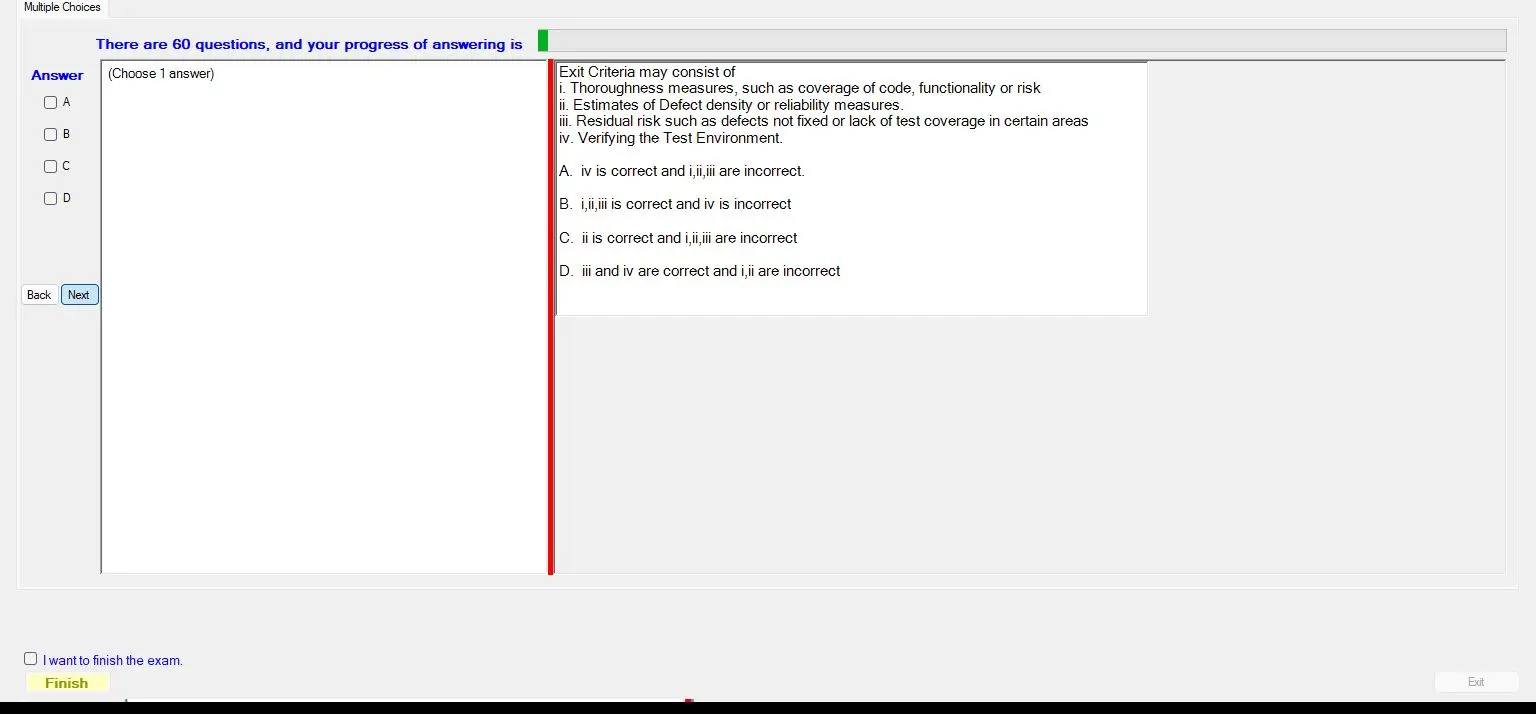 Multiple Choices
There are 60 questions, and your progress of answering is
Answer
A
B
C
D
Back
Next
(Choose 1 answer)
Exit Criteria may consist of
i. Thoroughness measures, such as coverage of code, functionality or risk
ii. Estimates of Defect density or reliability measures.
iii. Residual risk such as defects not fixed or lack of test coverage in certain areas
iv. Verifying the Test Environment.
A. iv is correct and i,ii,iii are incorrect.
B. i,ii,iii is correct and iv is incorrect
C. ii is correct and i,ii,iii are incorrect
D. iii and iv are correct and i,ii are incorrect
I want to finish the exam.
Finish
Exit